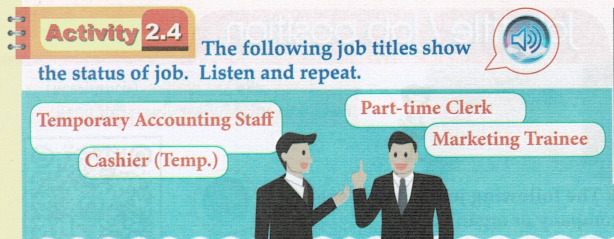 Activity 2.4
The following job titles show
the status of job. Listen and repeat.
Temporary Accounting Staff
Part-time Clerk
Marketing Trainee
Cashier (Temp.)